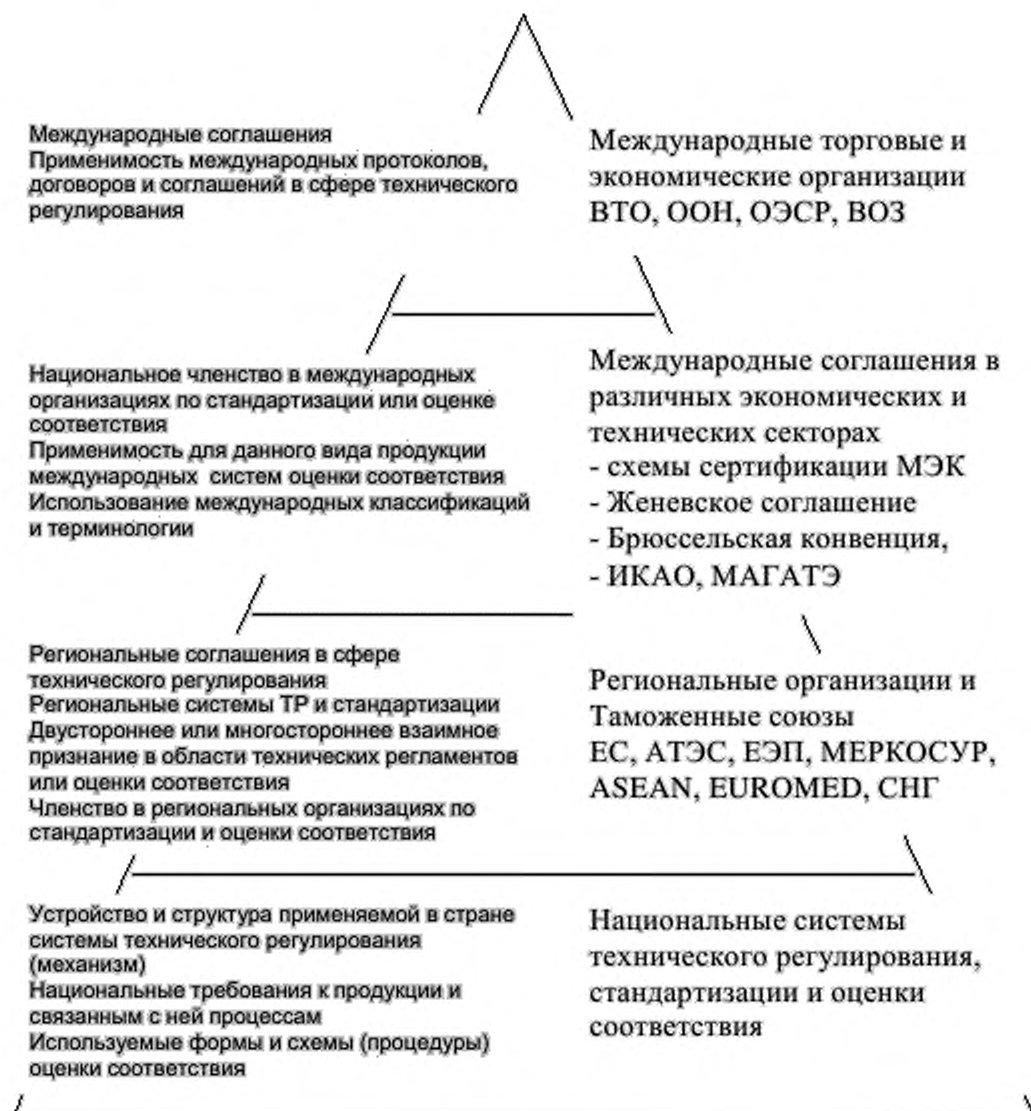 Международные соглашения
Применимость международных протоколов,
договоров и соглашений в сфере технического
регулирования
Международные торговые и
экономические организации
ВТО, ООН, ОЭСР, ВОЗ
Национальное членство в международных
организациях по стандартизации или оценке
соответствия
Применимость для данного вида продукции
международных систем оценки соответствия
Использование международных классификаций
и терминологии
Международные соглашения в
различных экономических и
технических секторах
- схемы сертификации МЭК
- Женевское соглашение
- Брюссельская конвенция,
- ИКАО, МАГАТЭ
Региональные соглашения в сфере
технического регулирования
Региональные системы ТР и стандартизации
Двустороннее или многостороннее взаимное
признание в области технических регламентов
или оценки соответствия
Членство в региональных организациях по
стандартизации и оценки соответствия
Региональные организации и
Таможенные союзы
ЕС, АТЭС, ЕЭП, МЕРКОСУР,
ASEAN, EUROMED, СНГ
Устройство и структура применяемой в стране
системы технического регулирования
(механизм)
Национальные требования к продукции и
связанным с ней процессам
Используемые формы и схемы (процедуры)
оценки соответствия
Национальные системы
технического регулирования,
стандартизации и оценки
соответствия